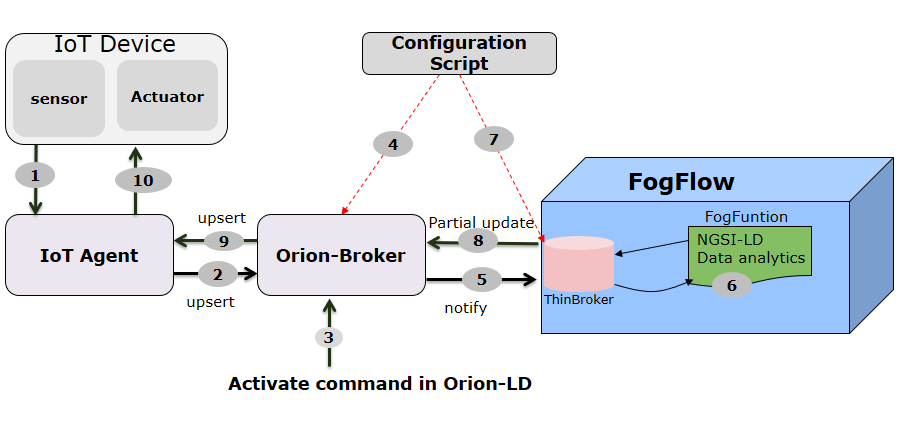 IoT Device
sensor
Actuator
Configuration
Script
1
10
4
7
FogFlow
FogFuntion
NGSI-LD
Data analytics
6
ThinBroker
IoT Agent
upsert
9
2
upsert
Orion-Broker
Partial update
8
5
notify
3
Activate command in Orion-LD